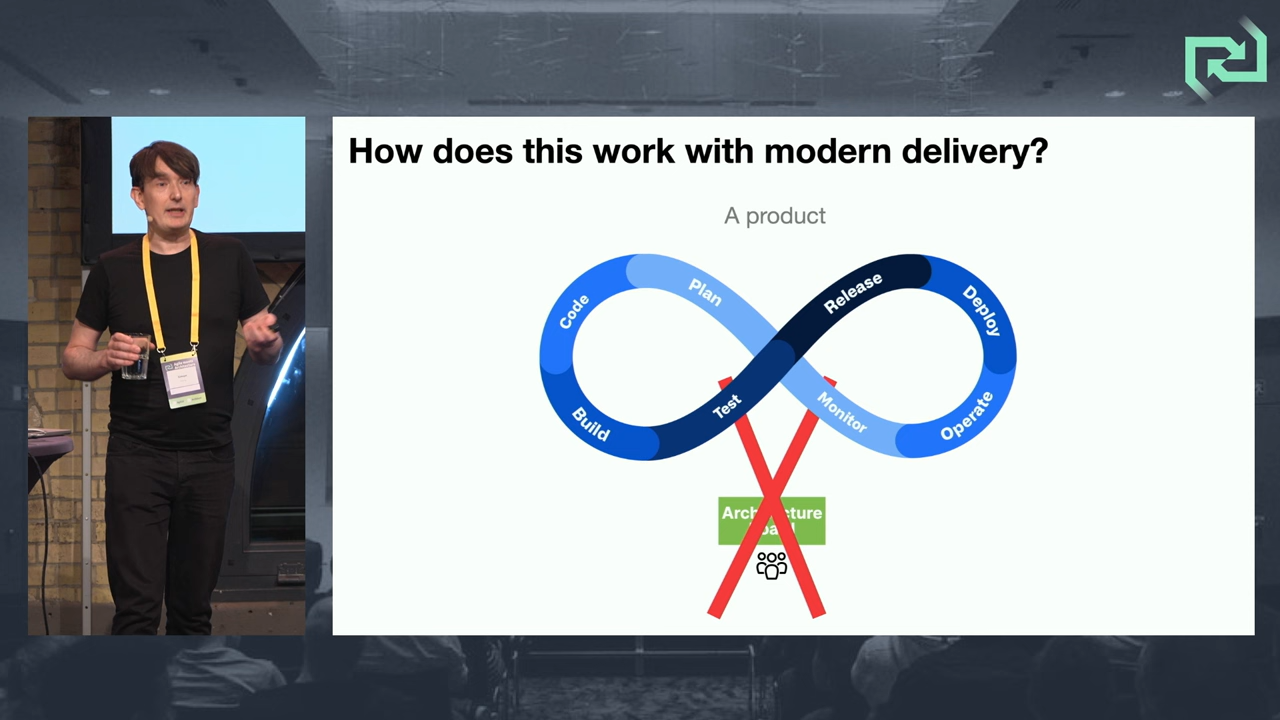 How does this work with modern delivery?
A product
Code
Plan
Release
Deploy
Build
Test
Monitor
Operate